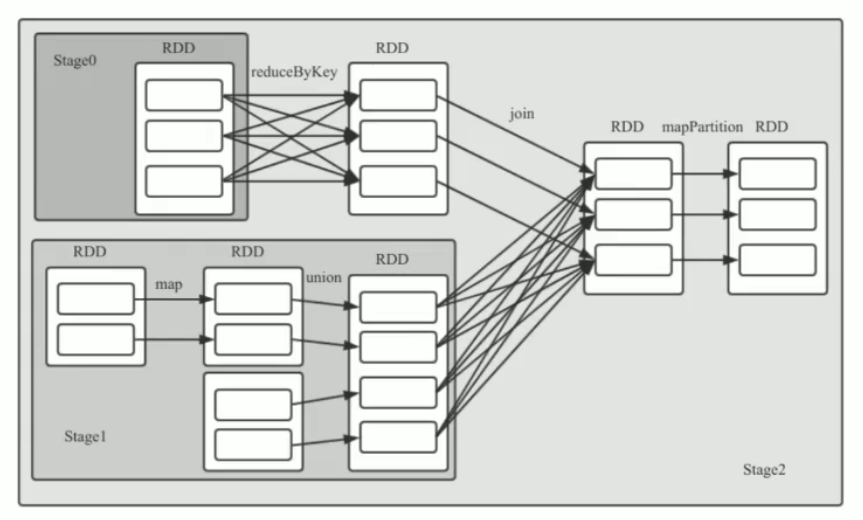 Stage0
RDD
reduceByKey
RDD
join
RDD
mapPartition
RDD
RDD
map
RDD
union
RDD
Stage1
Stage2